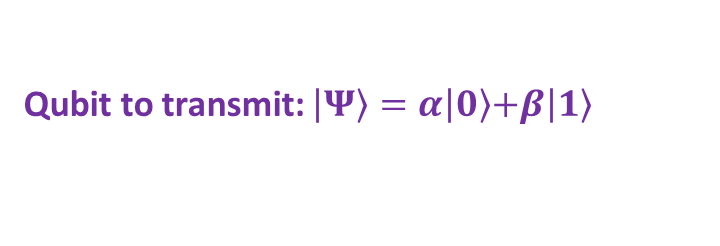 Qubit to transmit: |Ψ⟩ = α|0⟩+β|1⟩